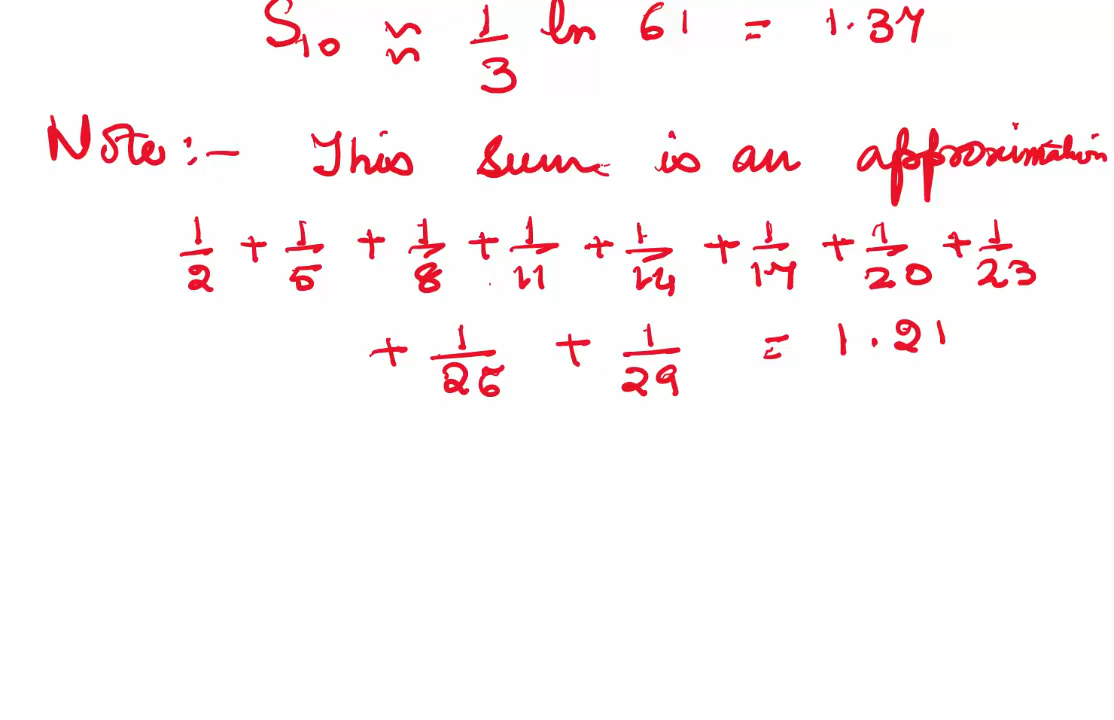 S₁₀ ≈ 1/3 ln 61 = 1.37
Note:- This sum is an approximation
1/2 + 1/5 + 1/8 + 1/11 + 1/14 + 1/17 + 1/20 + 1/23
+ 1/26 + 1/29 = 1.21